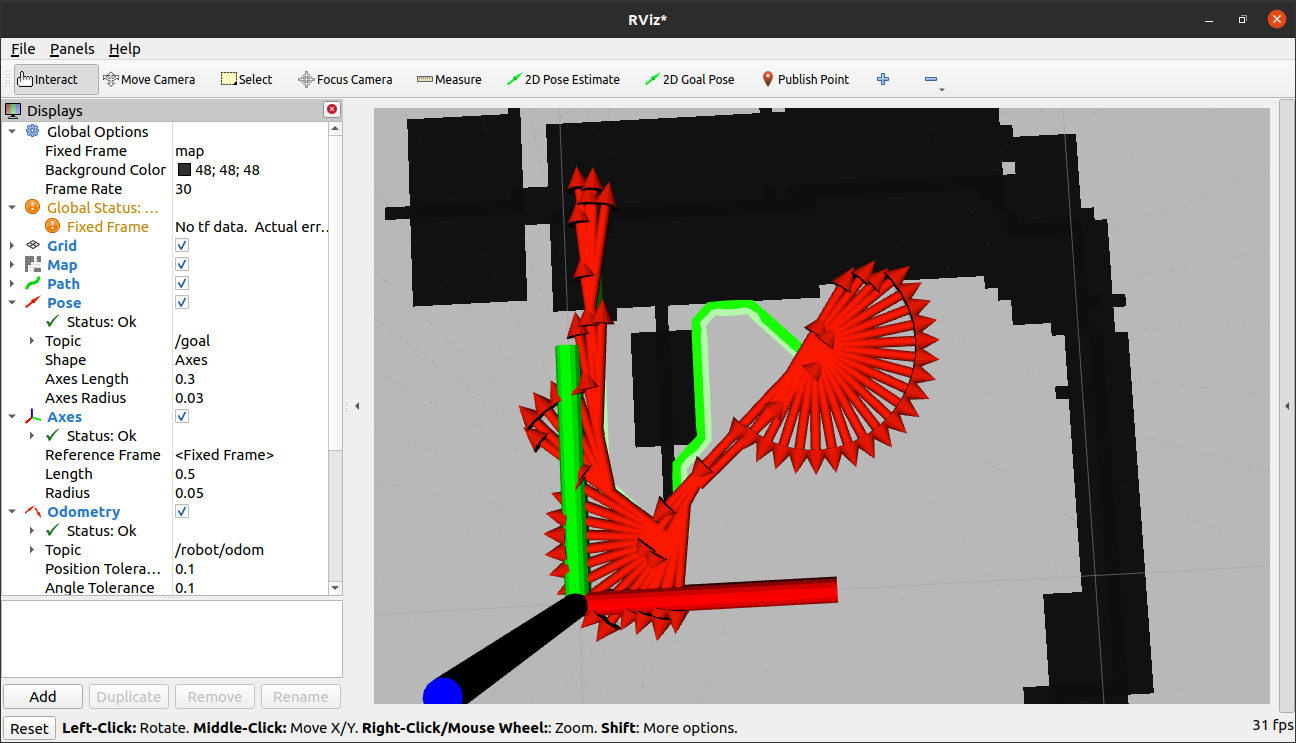 RViz*
File Panels Help
Interact Move Camera Select Focus Camera Measure 2D Pose Estimate 2D Goal Pose Publish Point
Displays
Global Options
Fixed Frame map
Background Color 48; 48; 48
Frame Rate 30
Global Status: ...
Fixed Frame No tf data. Actual err...
Grid
Map
Path
Pose
Status: Ok
Topic /goal
Shape Axes
Axes Length 0.3
Axes Radius 0.03
Axes
Status: Ok
Reference Frame <Fixed Frame>
Length 0.5
Radius 0.05
Odometry
Status: Ok
Topic /robot/odom
Position Tolera... 0.1
Angle Tolerance 0.1
Add Duplicate Remove Rename
Reset Left-Click: Rotate. Middle-Click: Move X/Y. Right-Click/Mouse Wheel:: Zoom. Shift: More options. 31 fps